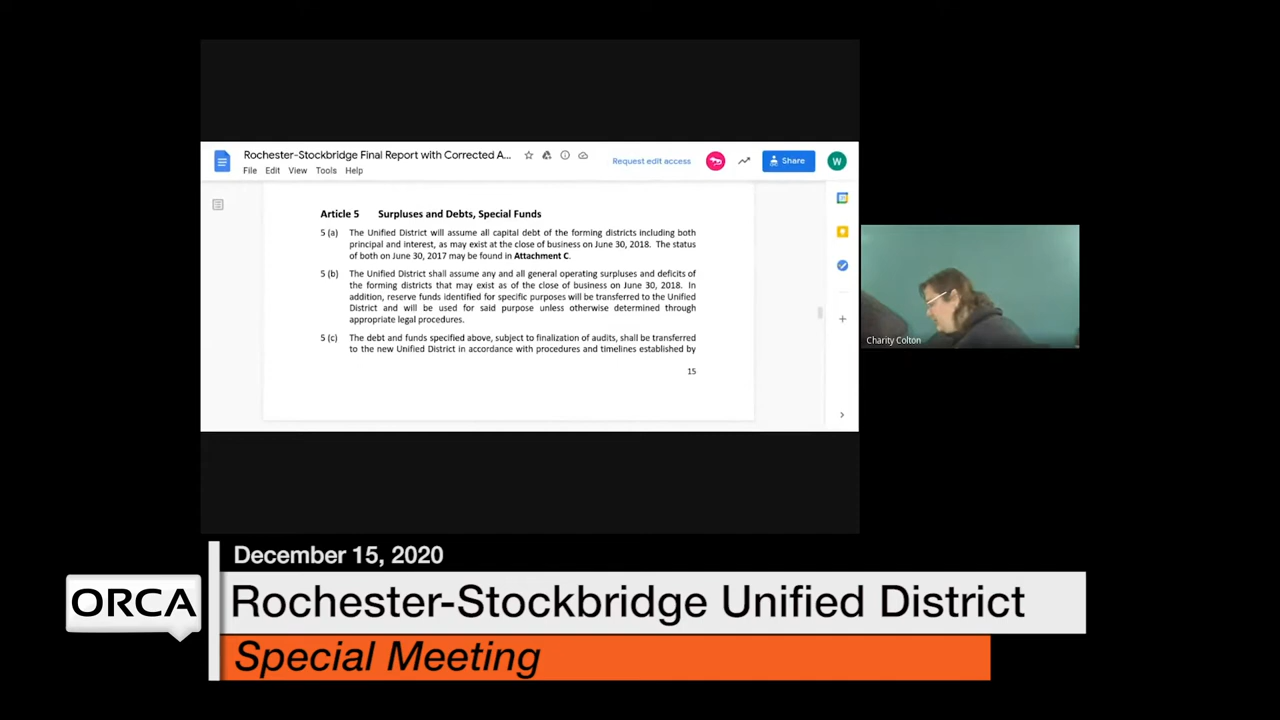 Rochester-Stockbridge Final Report with Corrected A...
Request edit access
Share
W
File Edit View Tools Help
Article 5 Surpluses and Debts, Special Funds
5 (a) The Unified District will assume all capital debt of the forming districts including both
principal and interest, as may exist at the close of business on June 30, 2018. The status
of both on June 30, 2017 may be found in Attachment C.
5 (b) The Unified District shall assume any and all general operating surpluses and deficits of
the forming districts that may exist as of the close of business on June 30, 2018. In
addition, reserve funds identified for specific purposes will be transferred to the Unified
District and will be used for said purpose unless otherwise determined through
appropriate legal procedures.
5 (c) The debt and funds specified above, subject to finalization of audits, shall be transferred
to the new Unified District in accordance with procedures and timelines established by
15
Charity Colton
December 15, 2020
ORCA
Rochester-Stockbridge Unified District
Special Meeting